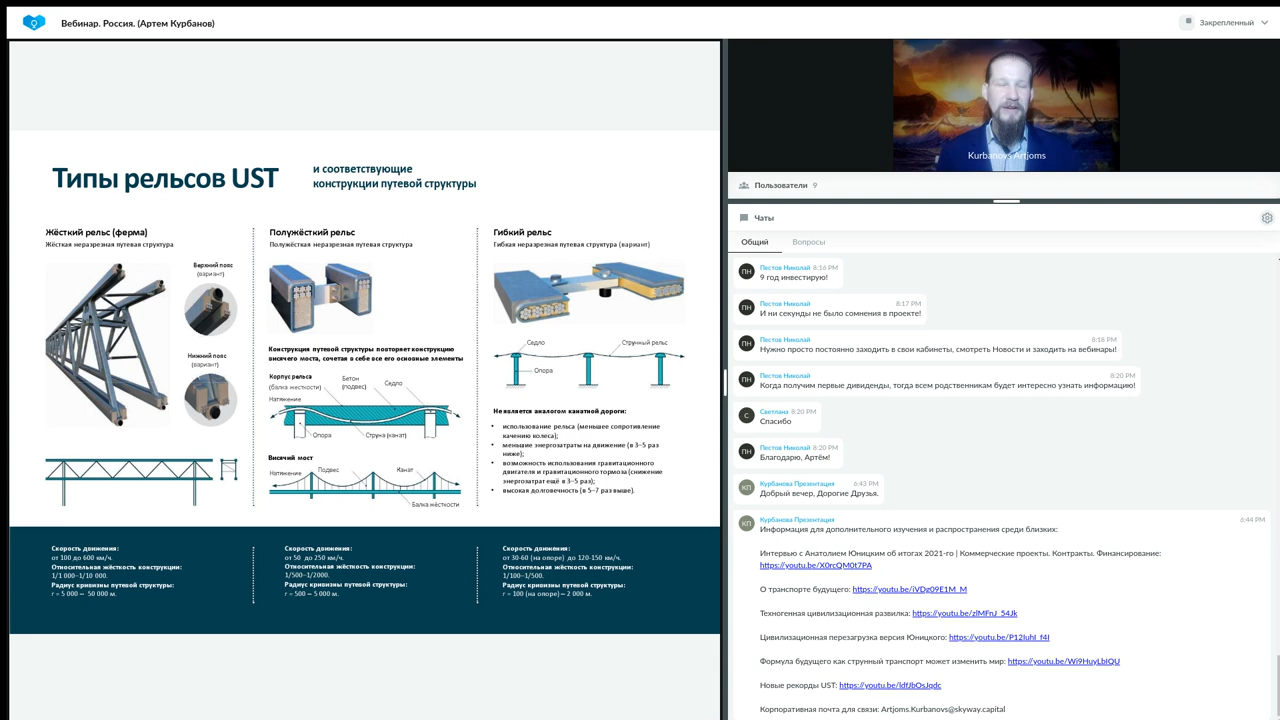 Вебинар. Россия. (Артем Курбанов)
Закрепленный
Типы рельсов UST
и соответствующие
конструкции путевой структуры
Жёсткий рельс (ферма)
Жёсткая неразрезная путевая структура
Верхний пояс
(вариант)
Нижний пояс
(вариант)
Полужёсткий рельс
Полужёсткая неразрезная путевая структура
Конструкция путевой структуры повторяет конструкцию
висячего моста, сочетая в себе все его основные элементы
Корпус рельса
(балка жесткости)
Бетон
(подвес)
Седло
Натяжение
Опора
Струна (канат)
Висячий мост
Натяжение
Подвес
Канат
Балка жёсткости
Гибкий рельс
Гибкая неразрезная путевая структура (вариант)
Седло
Струнный рельс
Опора
Не является аналогом канатной дороги:
• использование рельса (меньшее сопротивление
качению колеса);
• меньшие энергозатраты на движение (в 3–5 раз
ниже);
• возможность использования гравитационного
двигателя и гравитационного тормоза (снижение
энергозатрат ещё в 3–5 раз);
• высокая долговечность (в 5–7 раз выше).
Скорость движения:
от 100 до 600 км/ч.
Относительная жёсткость конструкции:
1/1 000–1/10 000.
Радиус кривизны путевой структуры:
r = 5 000 – 50 000 м.
Скорость движения:
от 50 до 250 км/ч.
Относительная жёсткость конструкции:
1/500–1/2000.
Радиус кривизны путевой структуры:
r = 500 – 5 000 м.
Скорость движения:
от 30-60 (на опоре) до 120-150 км/ч.
Относительная жёсткость конструкции:
1/100–1/500.
Радиус кривизны путевой структуры:
r = 100 (на опоре) – 2 000 м.
Kurbanovs Artjoms
Пользователи 9
Чаты
Общий Вопросы
ПН Пестов Николай 8:16 PM
9 год инвестирую!
ПН Пестов Николай 8:17 PM
И ни секунды не было сомнения в проекте!
ПН Пестов Николай 8:18 PM
Нужно просто постоянно заходить в свои кабинеты, смотреть Новости и заходить на вебинары!
ПН Пестов Николай 8:20 PM
Когда получим первые дивиденды, тогда всем родственникам будет интересно узнать информацию!
С Светлана 8:20 PM
Спасибо
ПН Пестов Николай 8:20 PM
Благодарю, Артём!
КП Курбанова Презентация 6:43 PM
Добрый вечер, Дорогие Друзья.
КП Курбанова Презентация 6:44 PM
Информация для дополнительного изучения и распространения среди близких:
Интервью с Анатолием Юницким об итогах 2021-го | Коммерческие проекты. Контракты. Финансирование:
https://youtu.be/X0rcQM0t7PA
О транспорте будущего: https://youtu.be/iVDg09E1M_M
Техногенная цивилизационная развилка: https://youtu.be/zlMFnJ_54Jk
Цивилизационная перезагрузка версия Юницкого: https://youtu.be/P12IuhI_f4I
Формула будущего как струнный транспорт может изменить мир: https://youtu.be/Wi9HuyLbIQU
Новые рекорды UST: https://youtu.be/ldfJbOsJqdc
Корпоративная почта для связи: Artjoms.Kurbanovs@skyway.capital